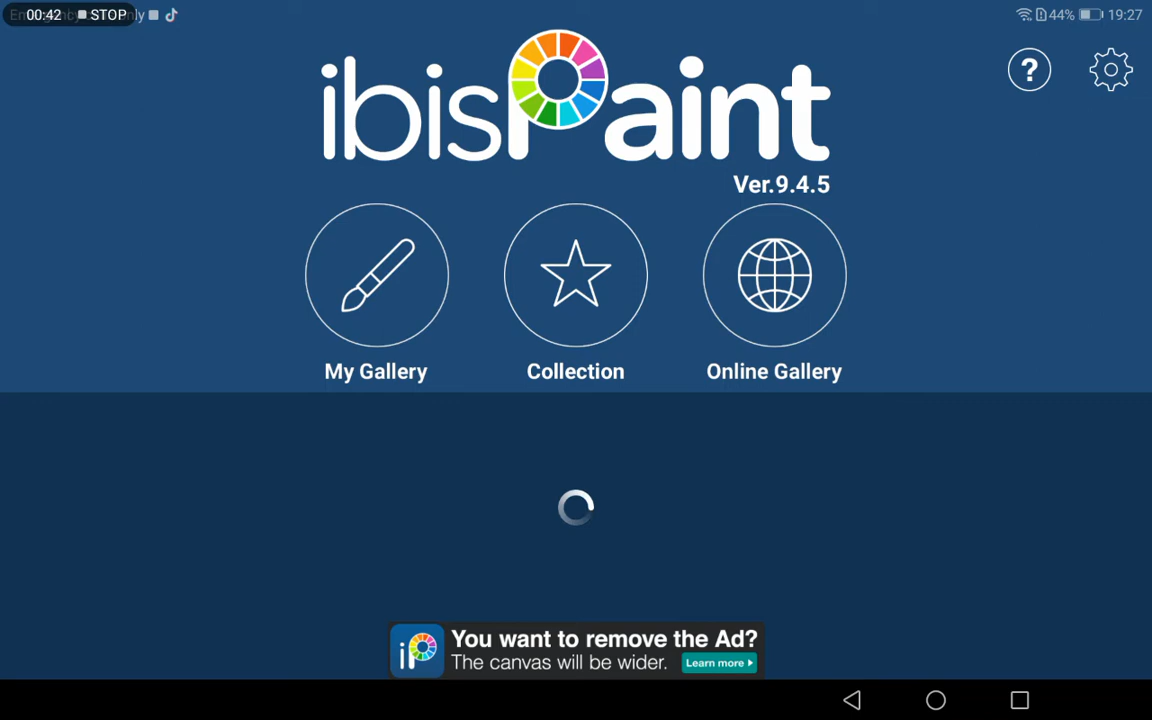 00:42 STOP
44% 19:27
ibisPaint
Ver.9.4.5
?
My Gallery Collection Online Gallery
iP
You want to remove the Ad?
The canvas will be wider. Learn more